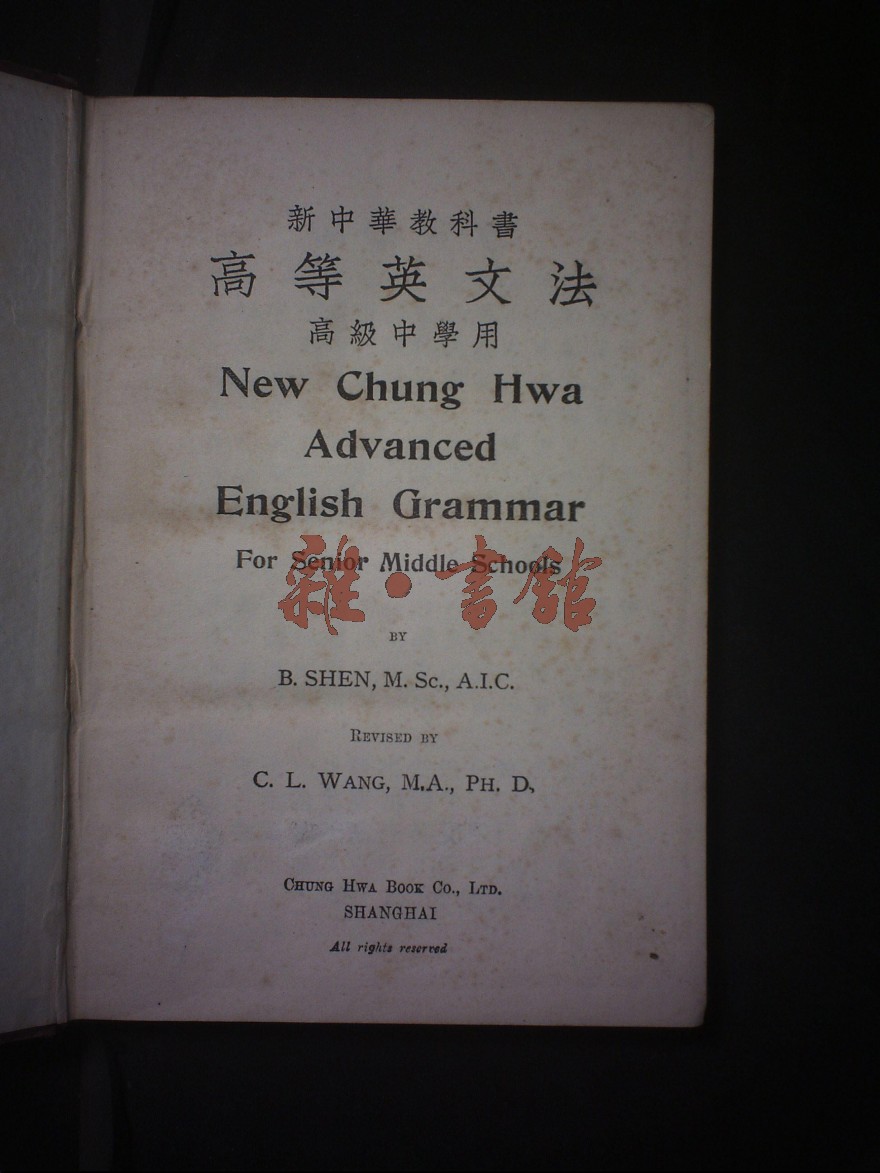 新中華教科書
高等英文法
高級中學用
New Chung Hwa
Advanced
English Grammar
For Senior Middle Schools
雜·書館
BY
B. SHEN, M. Sc., A.I.C.
REVISED BY
C. L. WANG, M.A., PH. D.
CHUNG HWA BOOK CO., LTD.
SHANGHAI
All rights reserved